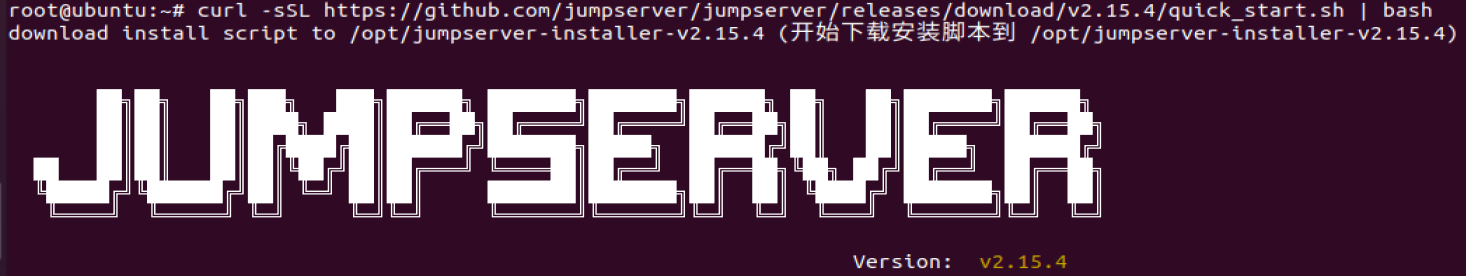 root@ubuntu:~# curl -sSL https://github.com/jumpserver/jumpserver/releases/download/v2.15.4/quick_start.sh | bash
download install script to /opt/jumpserver-installer-v2.15.4 (开始下载安装脚本到 /opt/jumpserver-installer-v2.15.4)
JUMPSERVER
Version:  v2.15.4